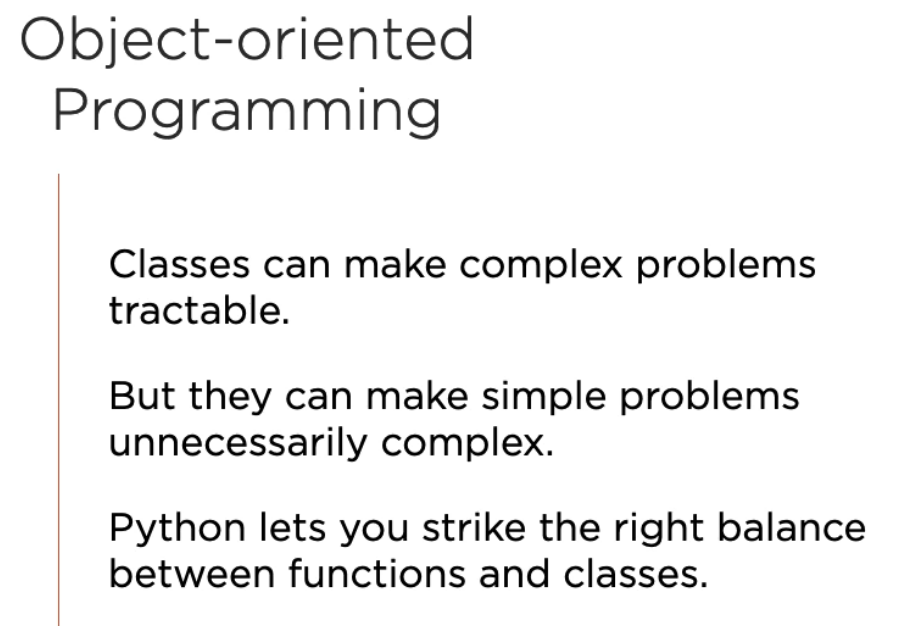 Object-oriented
Programming
Classes can make complex problems
tractable.
But they can make simple problems
unnecessarily complex.
Python lets you strike the right balance
between functions and classes.